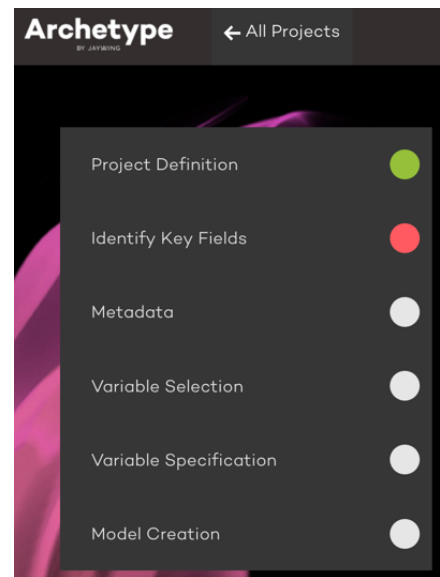 Archetype
BY JAYWING
← All Projects
Project Definition
Identify Key Fields
Metadata
Variable Selection
Variable Specification
Model Creation